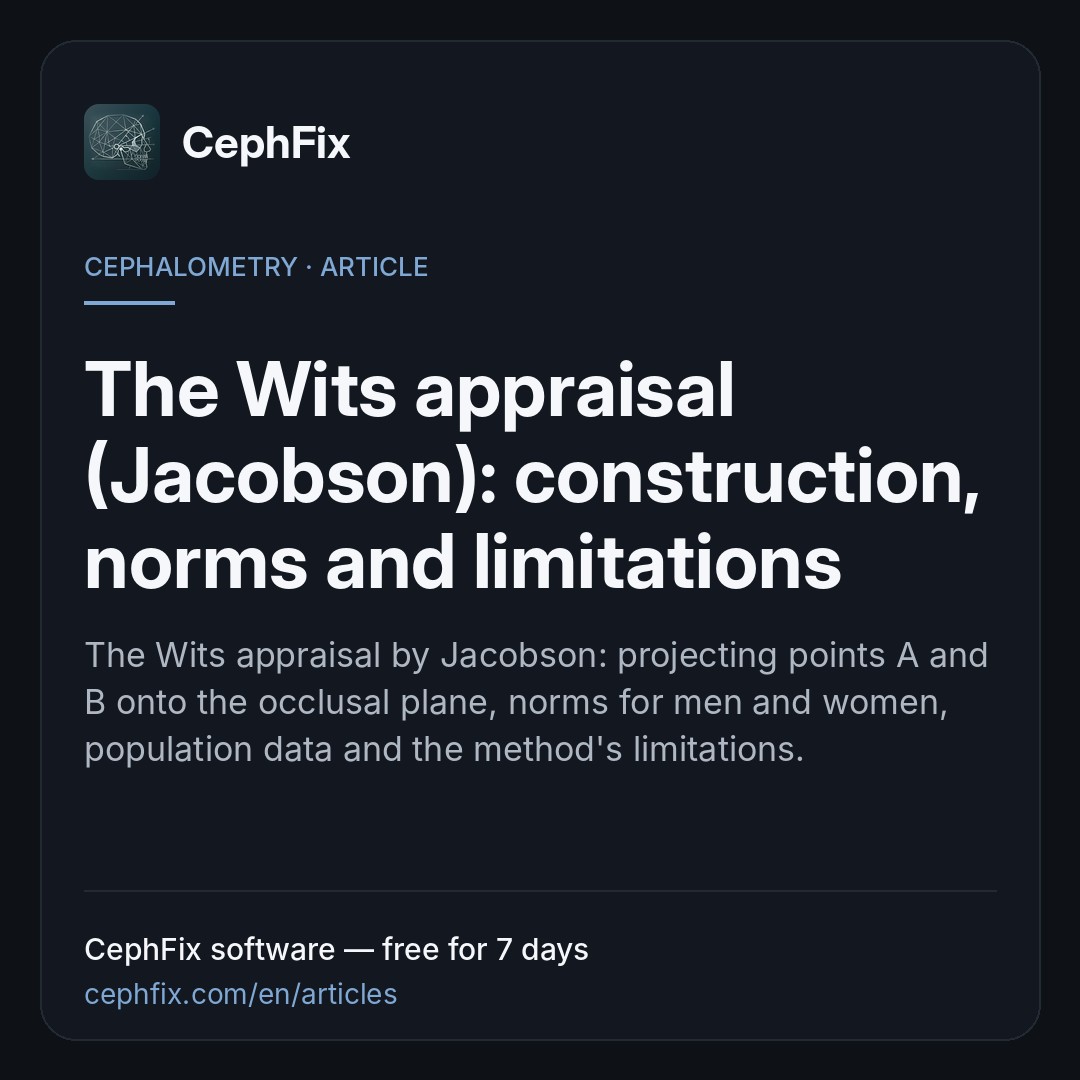 CephFix
CEPHALOMETRY · ARTICLE
The Wits appraisal
(Jacobson): construction,
norms and limitations
The Wits appraisal by Jacobson: projecting points A and
B onto the occlusal plane, norms for men and women,
population data and the method's limitations.
CephFix software — free for 7 days
cephfix.com/en/articles